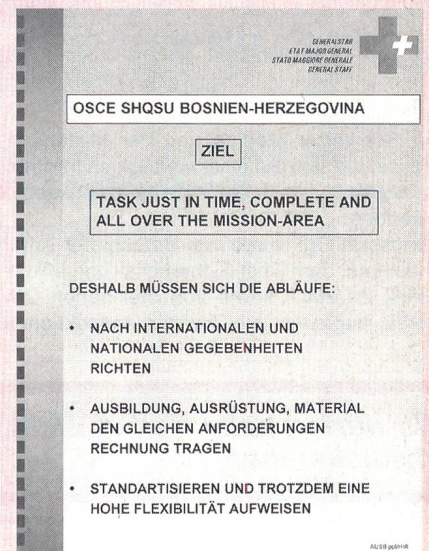 GENERALSTAB
ETAT MAJOR GENERAL
STATO MAGGIORE GENERALE
GENERAL STAFF
OSCE SHQSU BOSNIEN-HERZEGOVINA
ZIEL
TASK JUST IN TIME, COMPLETE AND
ALL OVER THE MISSION-AREA
DESHALB MÜSSEN SICH DIE ABLÄUFE:
• NACH INTERNATIONALEN UND
NATIONALEN GEGEBENHEITEN
RICHTEN
• AUSBILDUNG, AUSRÜSTUNG, MATERIAL
DEN GLEICHEN ANFORDERUNGEN
RECHNUNG TRAGEN
• STANDARTISIEREN UND TROTZDEM EINE
HOHE FLEXIBILITÄT AUFWEISEN